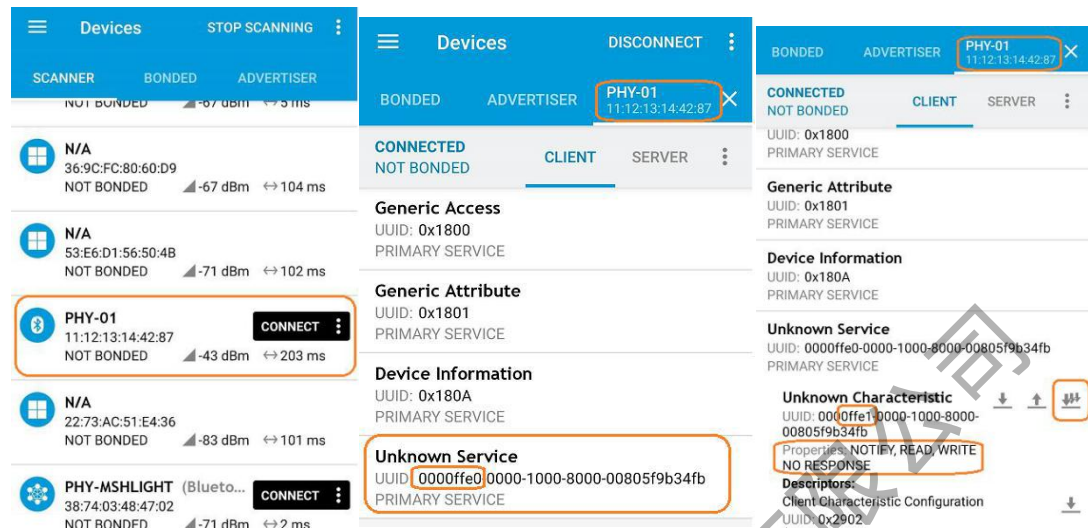 Devices
STOP SCANNING
SCANNER
BONDED
ADVERTISER
NOT BONDED
-67 dBm
5 ms
N/A
36:9C:FC:80:60:D9
NOT BONDED
-67 dBm
104 ms
N/A
53:E6:D1:56:50:4B
NOT BONDED
-71 dBm
102 ms
PHY-01
11:12:13:14:42:87
NOT BONDED
-43 dBm
203 ms
CONNECT
N/A
22:73:AC:51:E4:36
NOT BONDED
-83 dBm
101 ms
PHY-MSHLIGHT (Blueto...
38:74:03:48:47:02
NOT BONDED
-71 dBm
2 ms
CONNECT
Devices
DISCONNECT
BONDED
ADVERTISER
PHY-01
11:12:13:14:42:87
CONNECTED
NOT BONDED
CLIENT
SERVER
Generic Access
UUID: 0x1800
PRIMARY SERVICE
Generic Attribute
UUID: 0x1801
PRIMARY SERVICE
Device Information
UUID: 0x180A
PRIMARY SERVICE
Unknown Service
UUID: 0000ffe0-0000-1000-8000-00805f9b34fb
PRIMARY SERVICE
BONDED
ADVERTISER
PHY-01
11:12:13:14:42:87
CONNECTED
NOT BONDED
CLIENT
SERVER
UUID: 0x1800
PRIMARY SERVICE
Generic Attribute
UUID: 0x1801
PRIMARY SERVICE
Device Information
UUID: 0x180A
PRIMARY SERVICE
Unknown Service
UUID: 0000ffe0-0000-1000-8000-00805f9b34fb
PRIMARY SERVICE
Unknown Characteristic
UUID: 0000ffe1-0000-1000-8000-
00805f9b34fb
Properties: NOTIFY, READ, WRITE
NO RESPONSE
Descriptors:
Client Characteristic Configuration
UUID: 0x2902
限公司